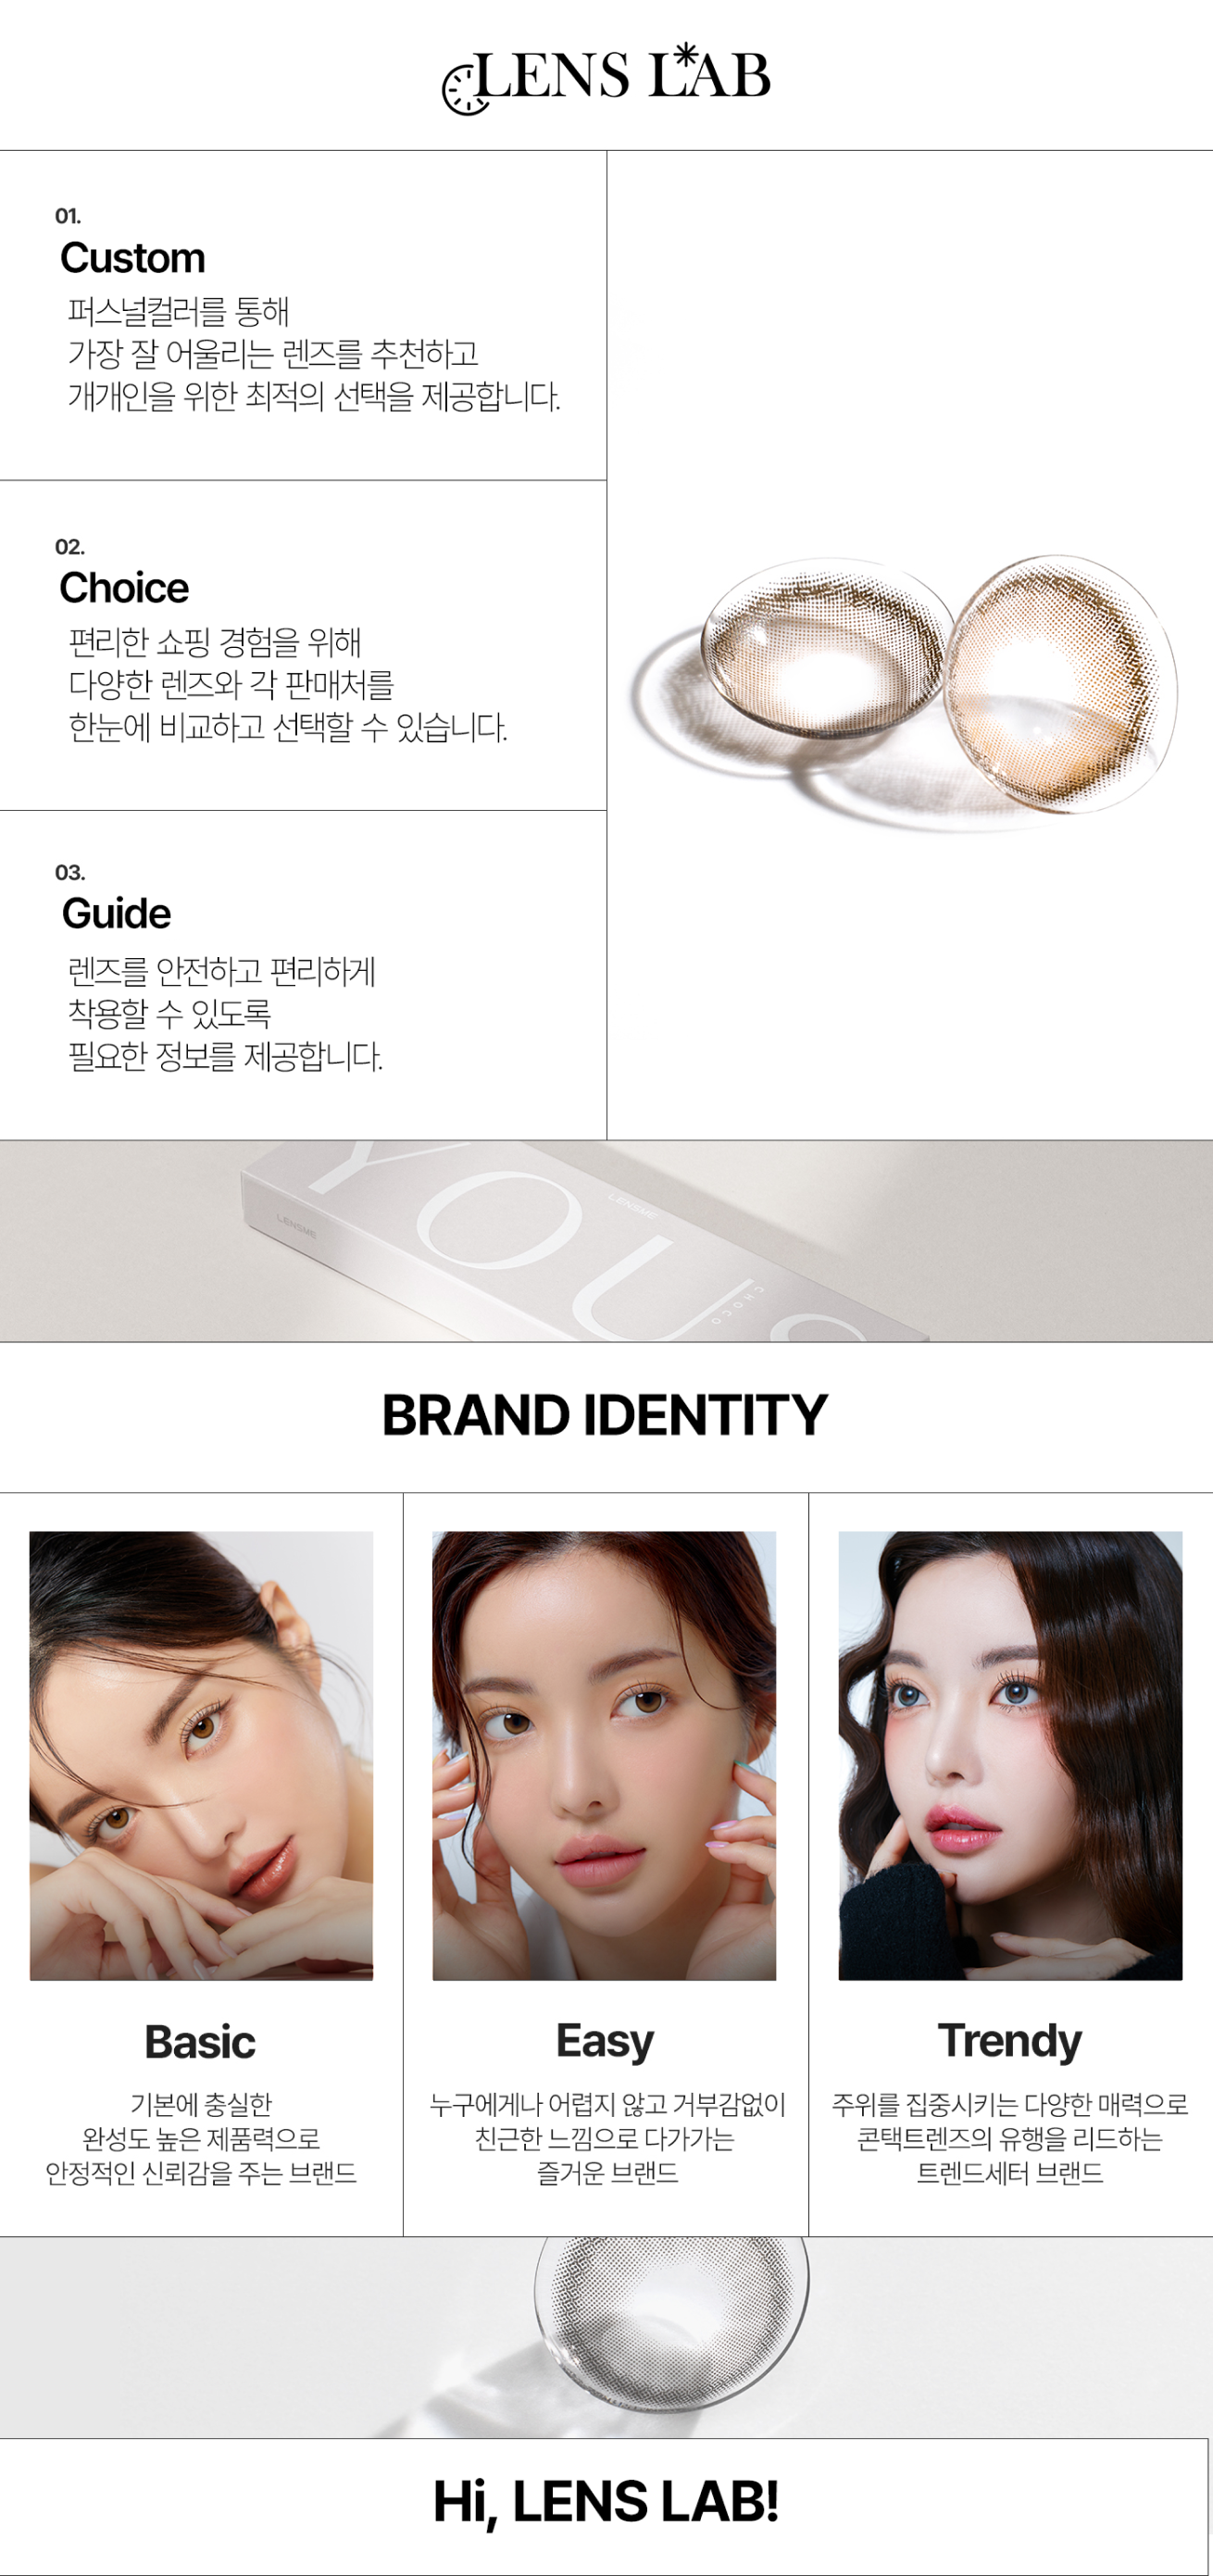 LENS LAB
01.
Custom
퍼스널컬러를 통해
가장 잘 어울리는 렌즈를 추천하고
개개인을 위한 최적의 선택을 제공합니다.
02.
Choice
편리한 쇼핑 경험을 위해
다양한 렌즈와 각 판매처를
한눈에 비교하고 선택할 수 있습니다.
03.
Guide
렌즈를 안전하고 편리하게
착용할 수 있도록
필요한 정보를 제공합니다.
YOUS
LENSME
LENSME
CHOCO
BRAND IDENTITY
Basic
기본에 충실한
완성도 높은 제품력으로
안정적인 신뢰감을 주는 브랜드
Easy
누구에게나 어렵지 않고 거부감없이
친근한 느낌으로 다가가는
즐거운 브랜드
Trendy
주위를 집중시키는 다양한 매력으로
콘택트렌즈의 유행을 리드하는
트렌드세터 브랜드
Hi, LENS LAB!